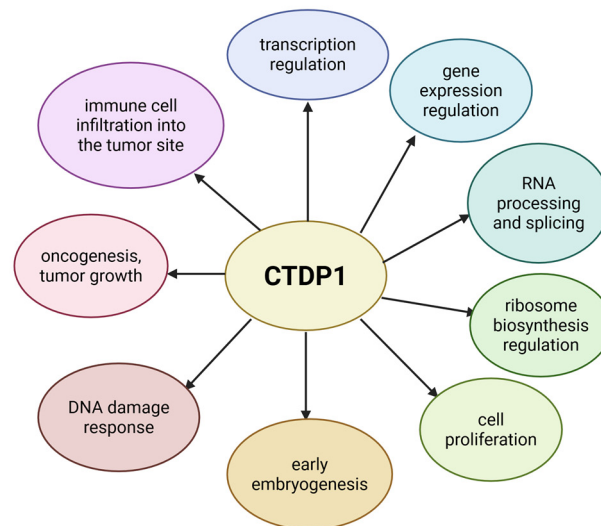 transcription
regulation
gene
expression
regulation
immune cell
infiltration into
the tumor site
RNA
processing
and splicing
oncogenesis,
tumor growth
CTDP1
ribosome
biosynthesis
regulation
DNA damage
response
cell
proliferation
early
embryogenesis